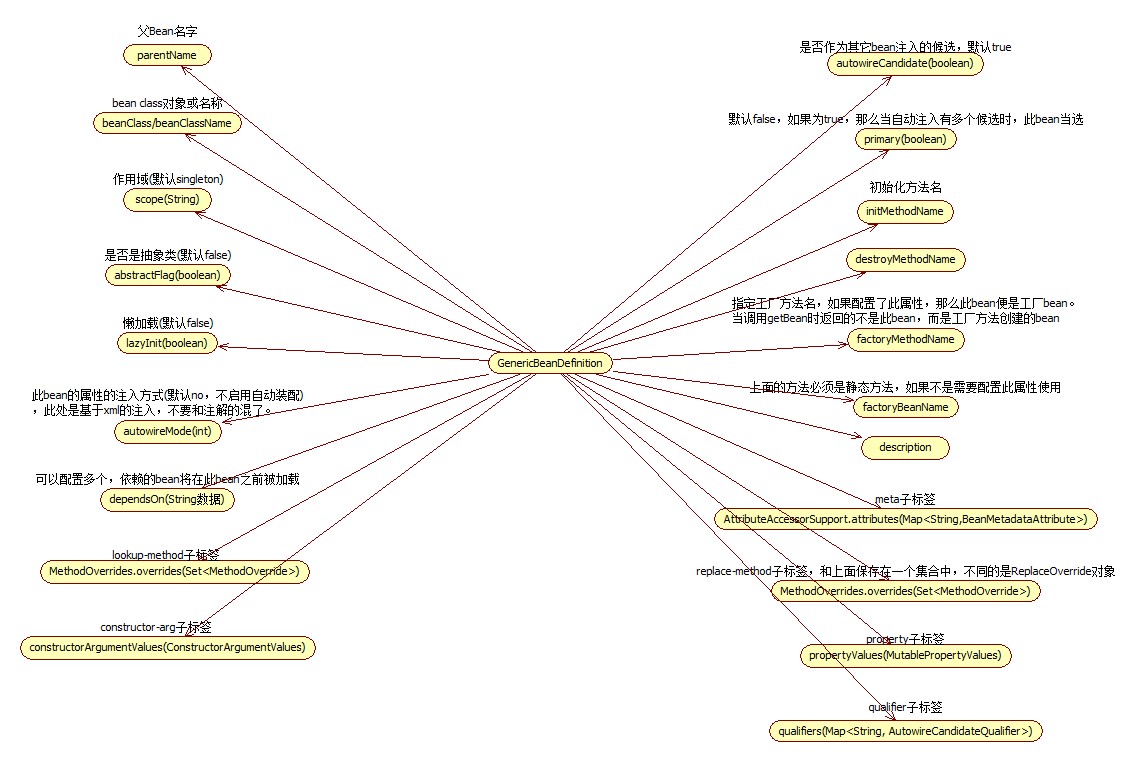 父Bean名字
parentName
bean class对象或名称
beanClass/beanClassName
作用域(默认singleton)
scope(String)
是否是抽象类(默认false)
abstractFlag(boolean)
懒加载(默认false)
lazyInit(boolean)
此bean的属性的注入方式(默认no，不启用自动装配)
，此处是基于xml的注入，不要和注解的混了。
autowireMode(int)
可以配置多个，依赖的bean将在此bean之前被加载
dependsOn(String数据)
lookup-method子标签
MethodOverrides.overrides(Set<MethodOverride>)
constructor-arg子标签
constructorArgumentValues(ConstructorArgumentValues)
GenericBeanDefinition
是否作为其它bean注入的候选，默认true
autowireCandidate(boolean)
默认false，如果为true，那么当自动注入有多个候选时，此bean当选
primary(boolean)
初始化方法名
initMethodName
destroyMethodName
指定工厂方法名，如果配置了此属性，那么此bean便是工厂bean。
当调用getBean时返回的不是此bean，而是工厂方法创建的bean
factoryMethodName
上面的方法必须是静态方法，如果不是需要配置此属性使用
factoryBeanName
description
meta子标签
AttributeAccessorSupport.attributes(Map<String,BeanMetadataAttribute>)
replace-method子标签，和上面保存在一个集合中，不同的是ReplaceOverride对象
MethodOverrides.overrides(Set<MethodOverride>)
property子标签
propertyValues(MutablePropertyValues)
qualifier子标签
qualifiers(Map<String, AutowireCandidateQualifier>)